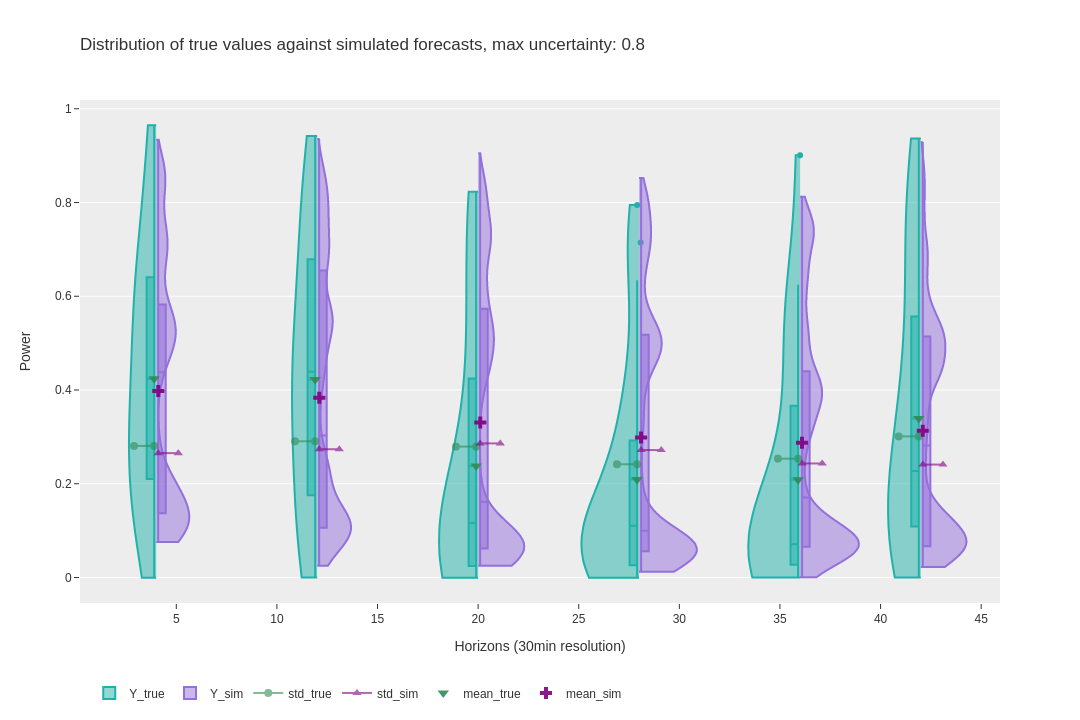 Distribution of true values against simulated forecasts, max uncertainty: 0.8
1
0.8
0.6
0.4
0.2
0
Power
5 10 15 20 25 30 35 40 45
Horizons (30min resolution)
Y_true Y_sim std_true std_sim mean_true mean_sim